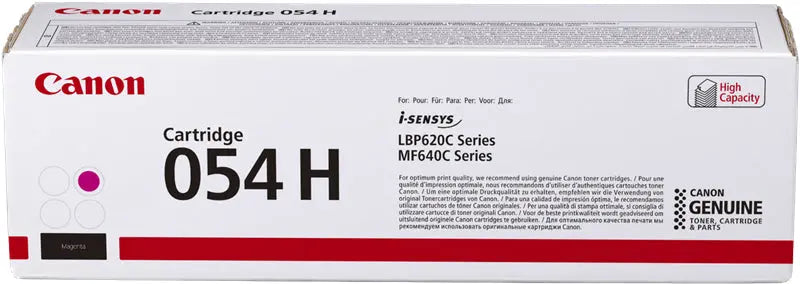 Canon Cartridge 054 H
Canon
High
Capacity
For: Pour: Für: Para: Per: Voor: Для:
i-SENSYS
LBP620C Series
MF640C Series
Cartridge
054 H
For optimum print quality, we recommend using genuine Canon toner cartridges. / Pour une
qualité d'impression optimale, nous recommandons d'utiliser d'authentiques cartouches toner
Canon. / Um eine optimale Druckqualität zu erhalten, empfehlen wir die Verwendung von
original Tonercartridges von Canon. / Para una calidad de impresión óptima, le recomendamos
utilizar cartuchos de tóner Canon originales. / Per una qualità di stampa ottimale, si consiglia di
utilizzare cartucce di toner originali Canon. / Voor de beste printkwaliteit wordt geadviseerd om
uitsluitend originele Canon cartridges te gebruiken. / Для оптимального качества печати мы
рекомендуем использовать оригинальные картриджи Canon.
CANON
GENUINE
TONER, CARTRIDGE
& PARTS
Magenta